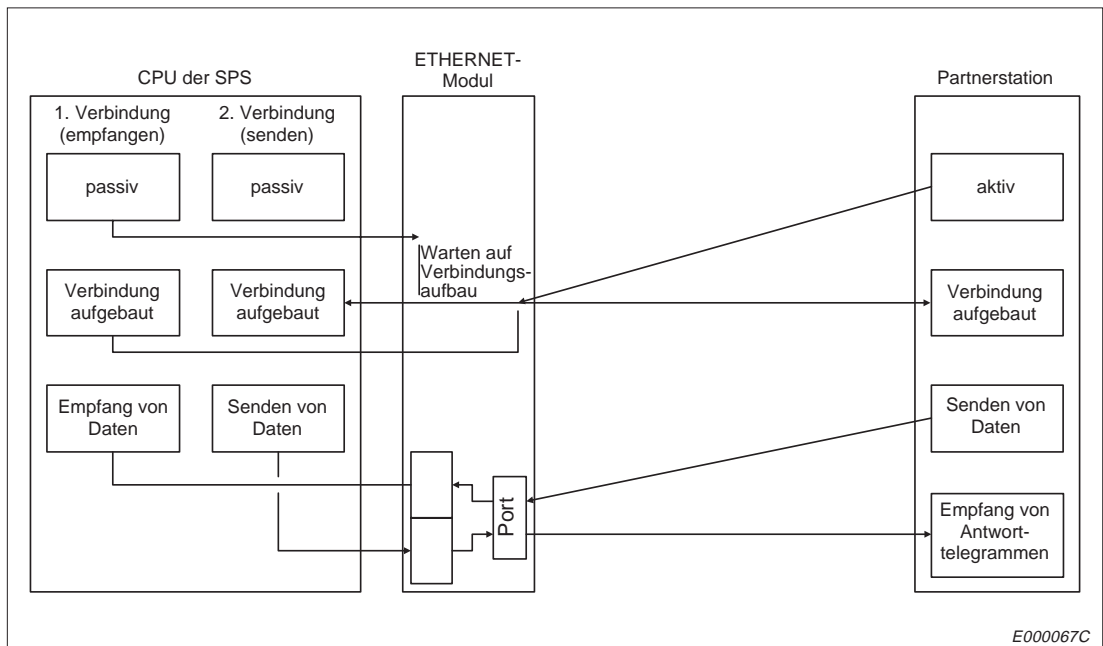 CPU der SPS
ETHERNET-
Modul
Partnerstation
1. Verbindung
(empfangen)
2. Verbindung
(senden)
passiv
passiv
aktiv
Warten auf
Verbindungs-
aufbau
Verbindung
aufgebaut
Verbindung
aufgebaut
Verbindung
aufgebaut
Empfang von
Daten
Senden von
Daten
Senden von
Daten
Port
Empfang von
Antwort-
telegrammen
E000067C